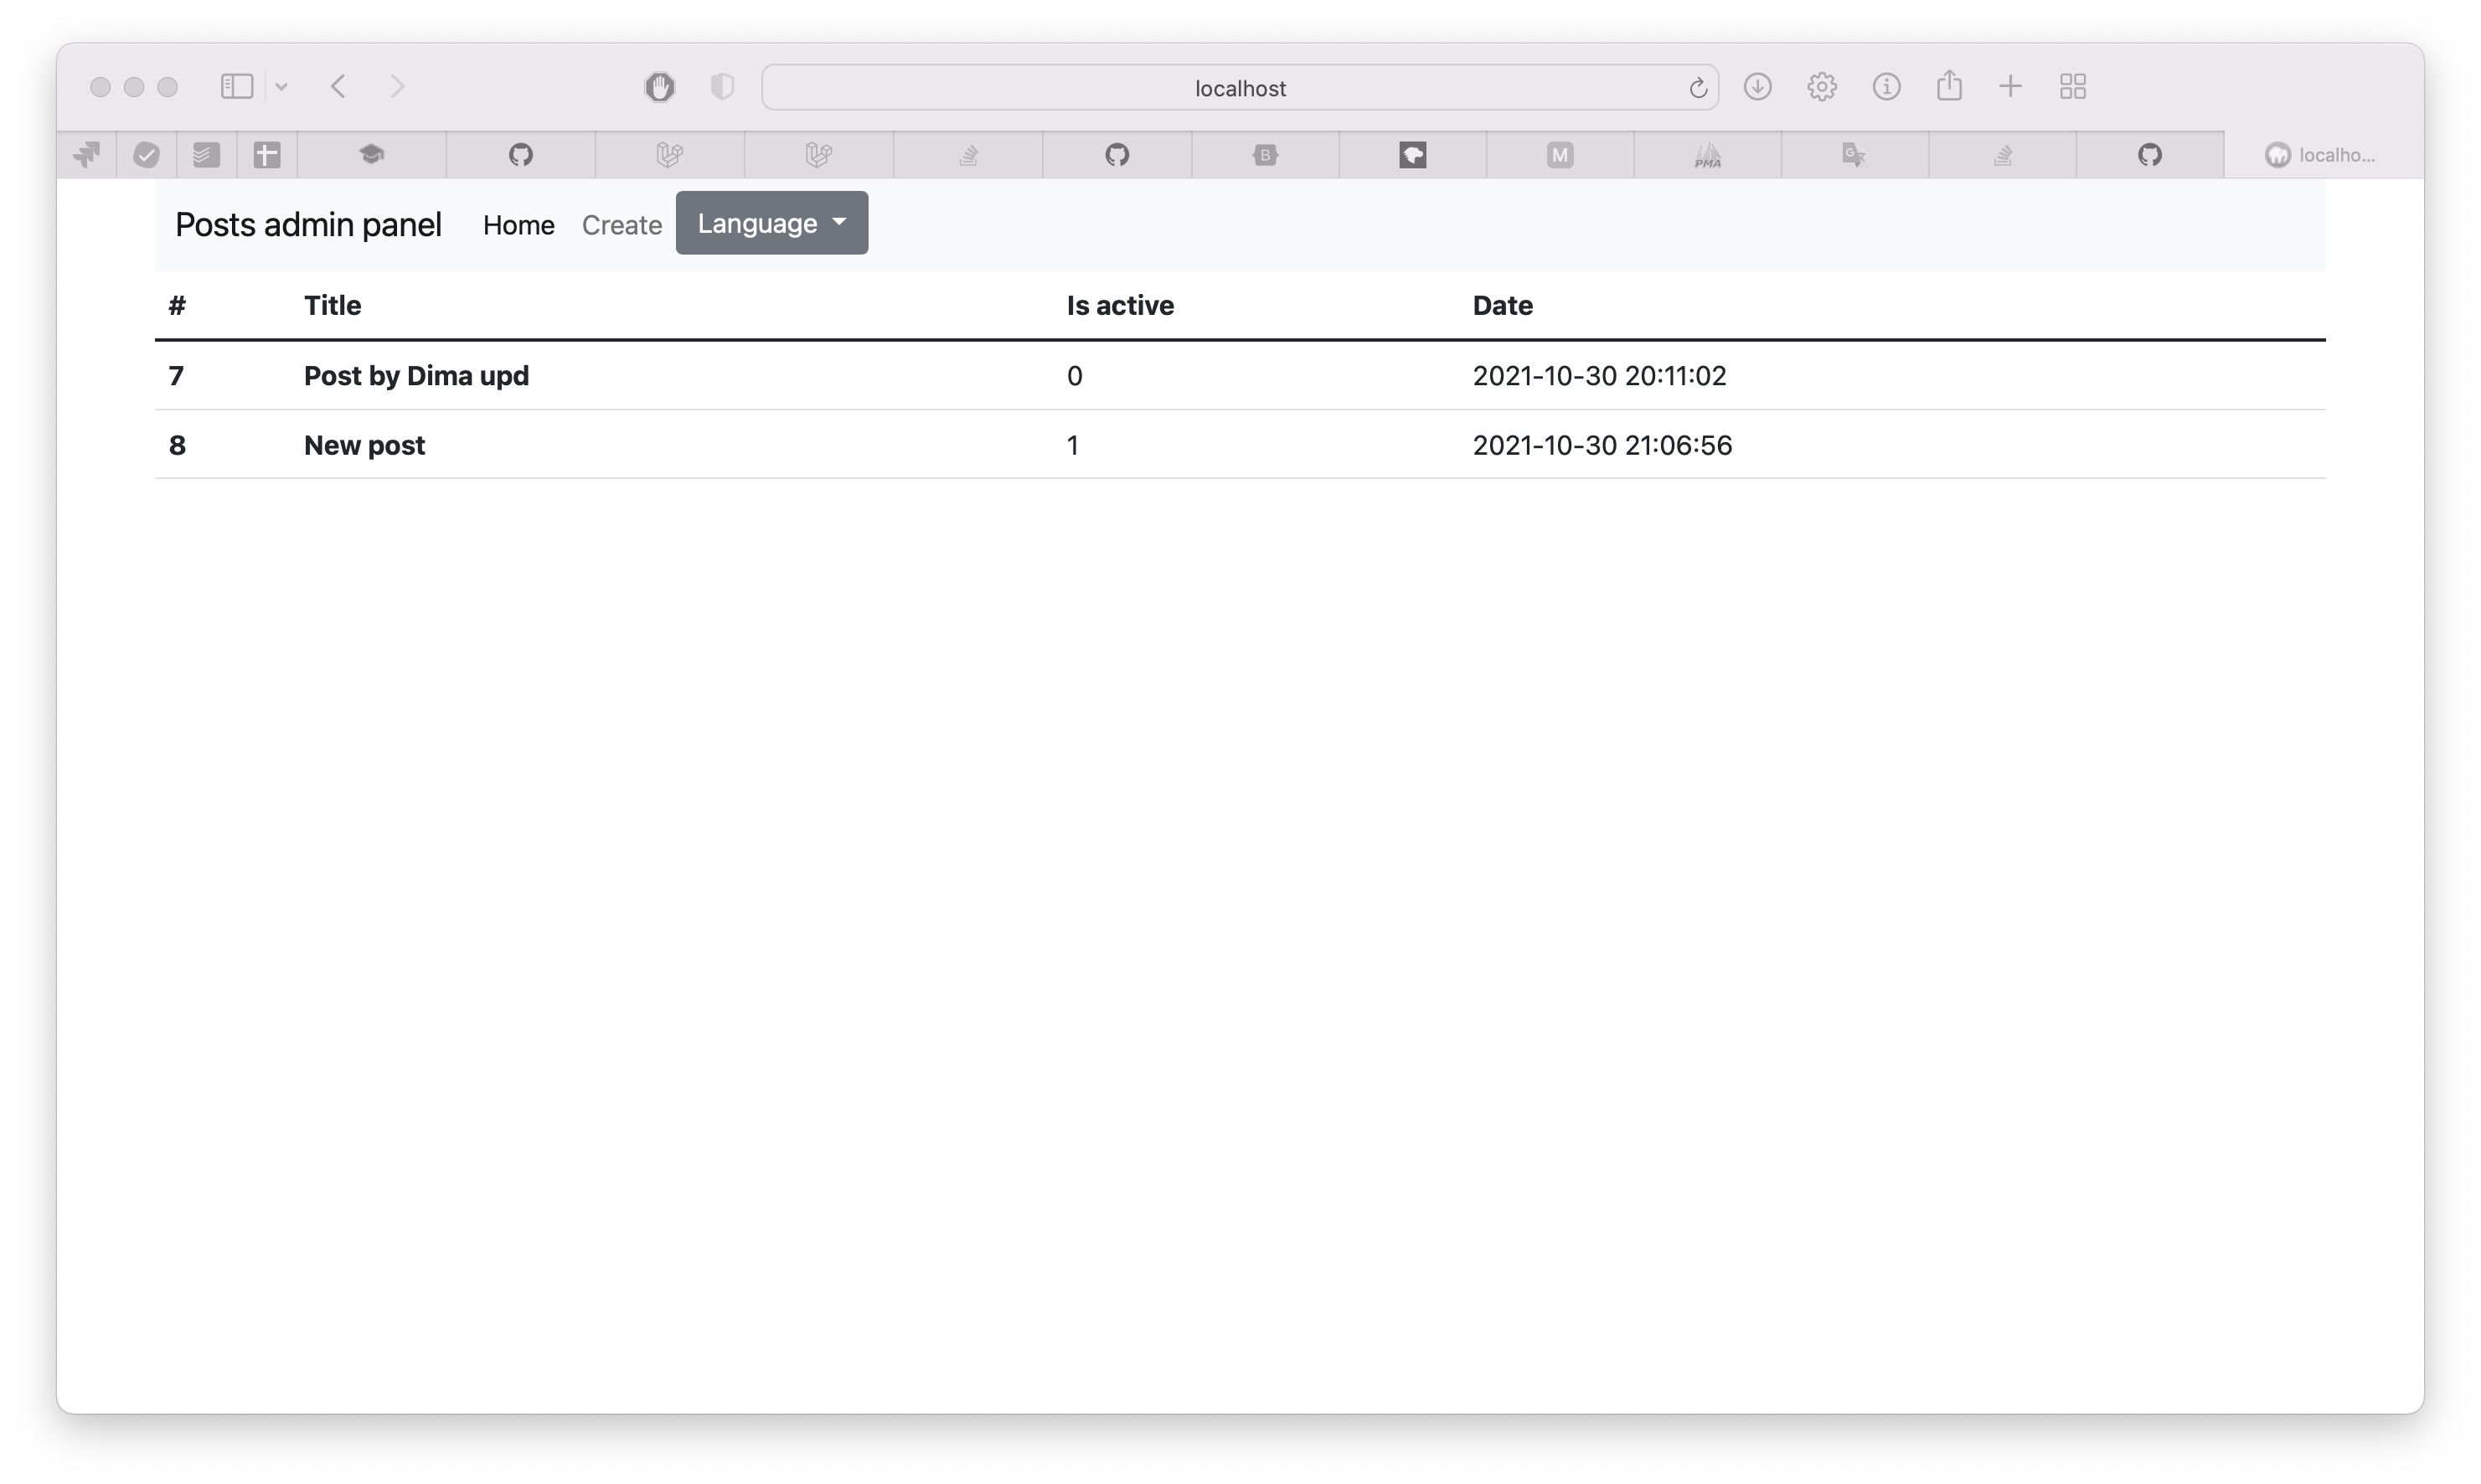 localhost
B M PMA G localho...
Posts admin panel Home Create Language
# Title Is active Date
7 Post by Dima upd 0 2021-10-30 20:11:02
8 New post 1 2021-10-30 21:06:56